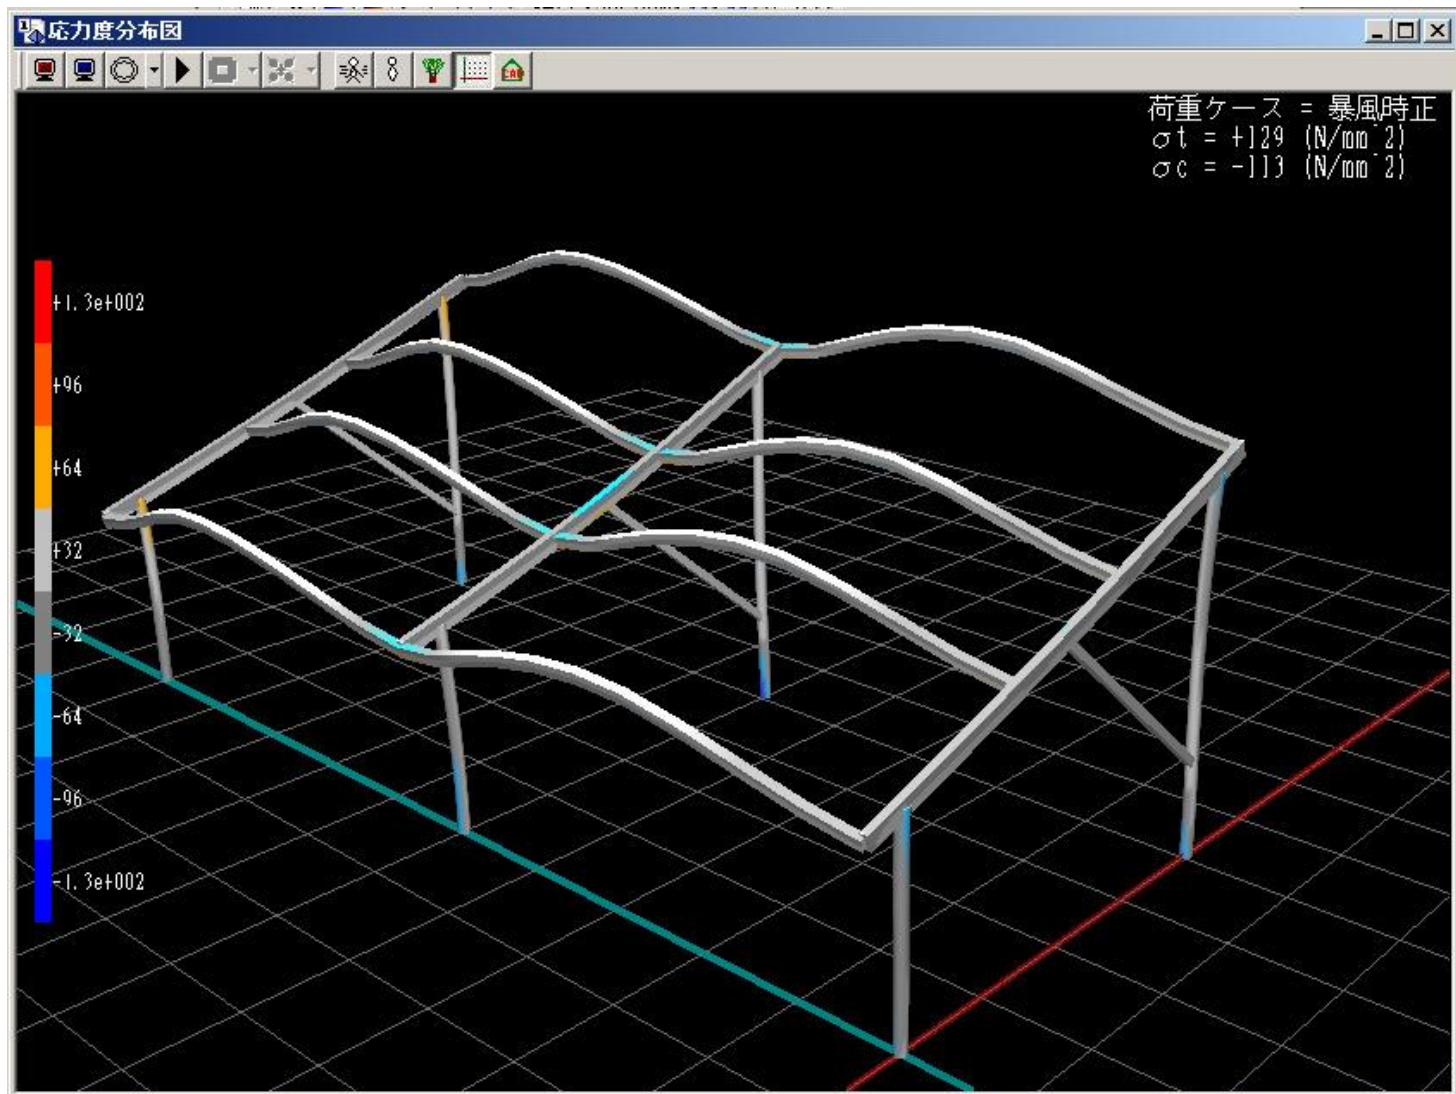 応力度分布図
CAD
荷重ケース = 暴風時正
σt = +129 (N/mm^2)
σc = -113 (N/mm^2)
+1.3e+002
+96
+64
+32
-32
-64
-96
-1.3e+002